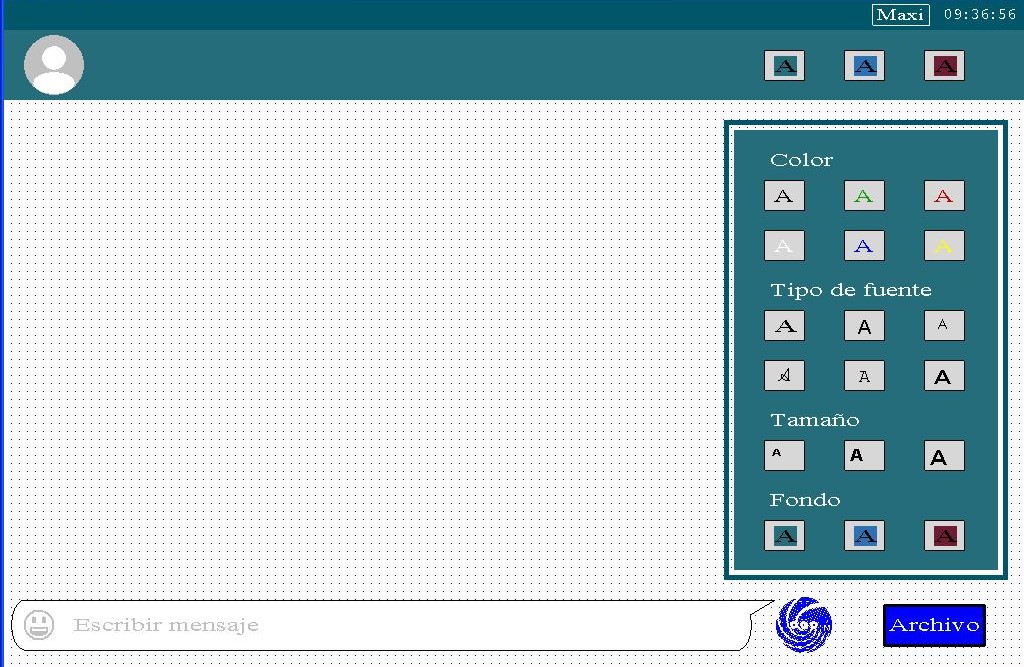 Maxi 09:36:56
A A A
Color
A A A
A A A
Tipo de fuente
A A A
A A A
Tamaño
A A A
Fondo
A A A
Escribir mensaje
Archivo